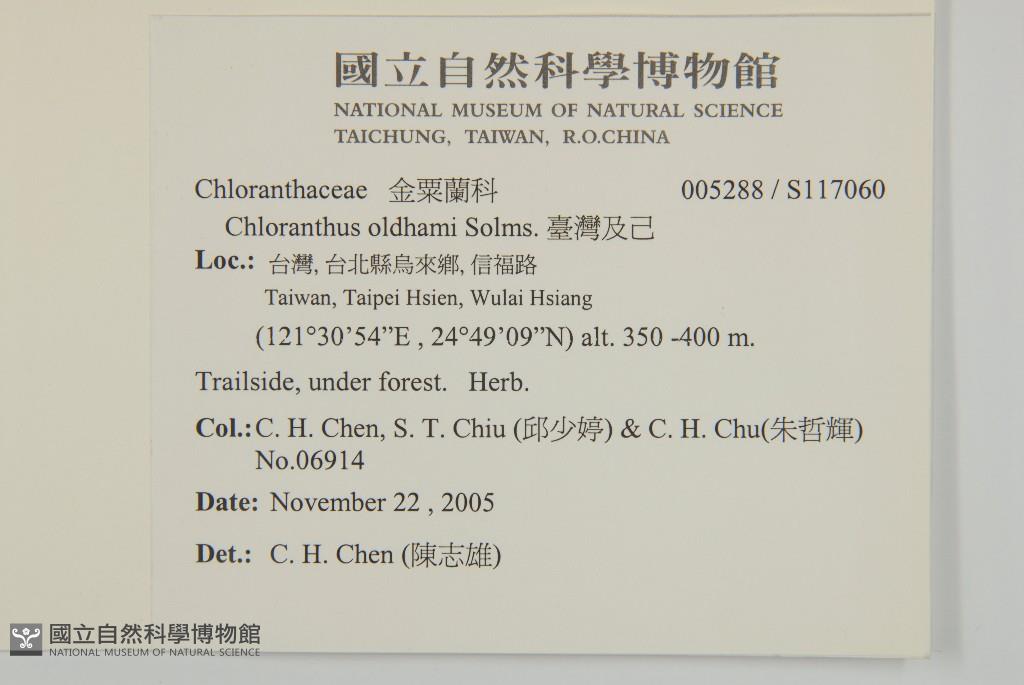 國立自然科學博物館
NATIONAL MUSEUM OF NATURAL SCIENCE
TAICHUNG, TAIWAN, R.O.CHINA
Chloranthaceae 金粟蘭科 005288 / S117060
Chloranthus oldhami Solms. 臺灣及己
Loc.: 台灣, 台北縣烏來鄉, 信福路
Taiwan, Taipei Hsien, Wulai Hsiang
(121°30’54”E , 24°49’09”N) alt. 350 -400 m.
Trailside, under forest. Herb.
Col.: C. H. Chen, S. T. Chiu (邱少婷) & C. H. Chu(朱哲輝)
No.06914
Date: November 22 , 2005
Det.: C. H. Chen (陳志雄)
國立自然科學博物館
NATIONAL MUSEUM OF NATURAL SCIENCE